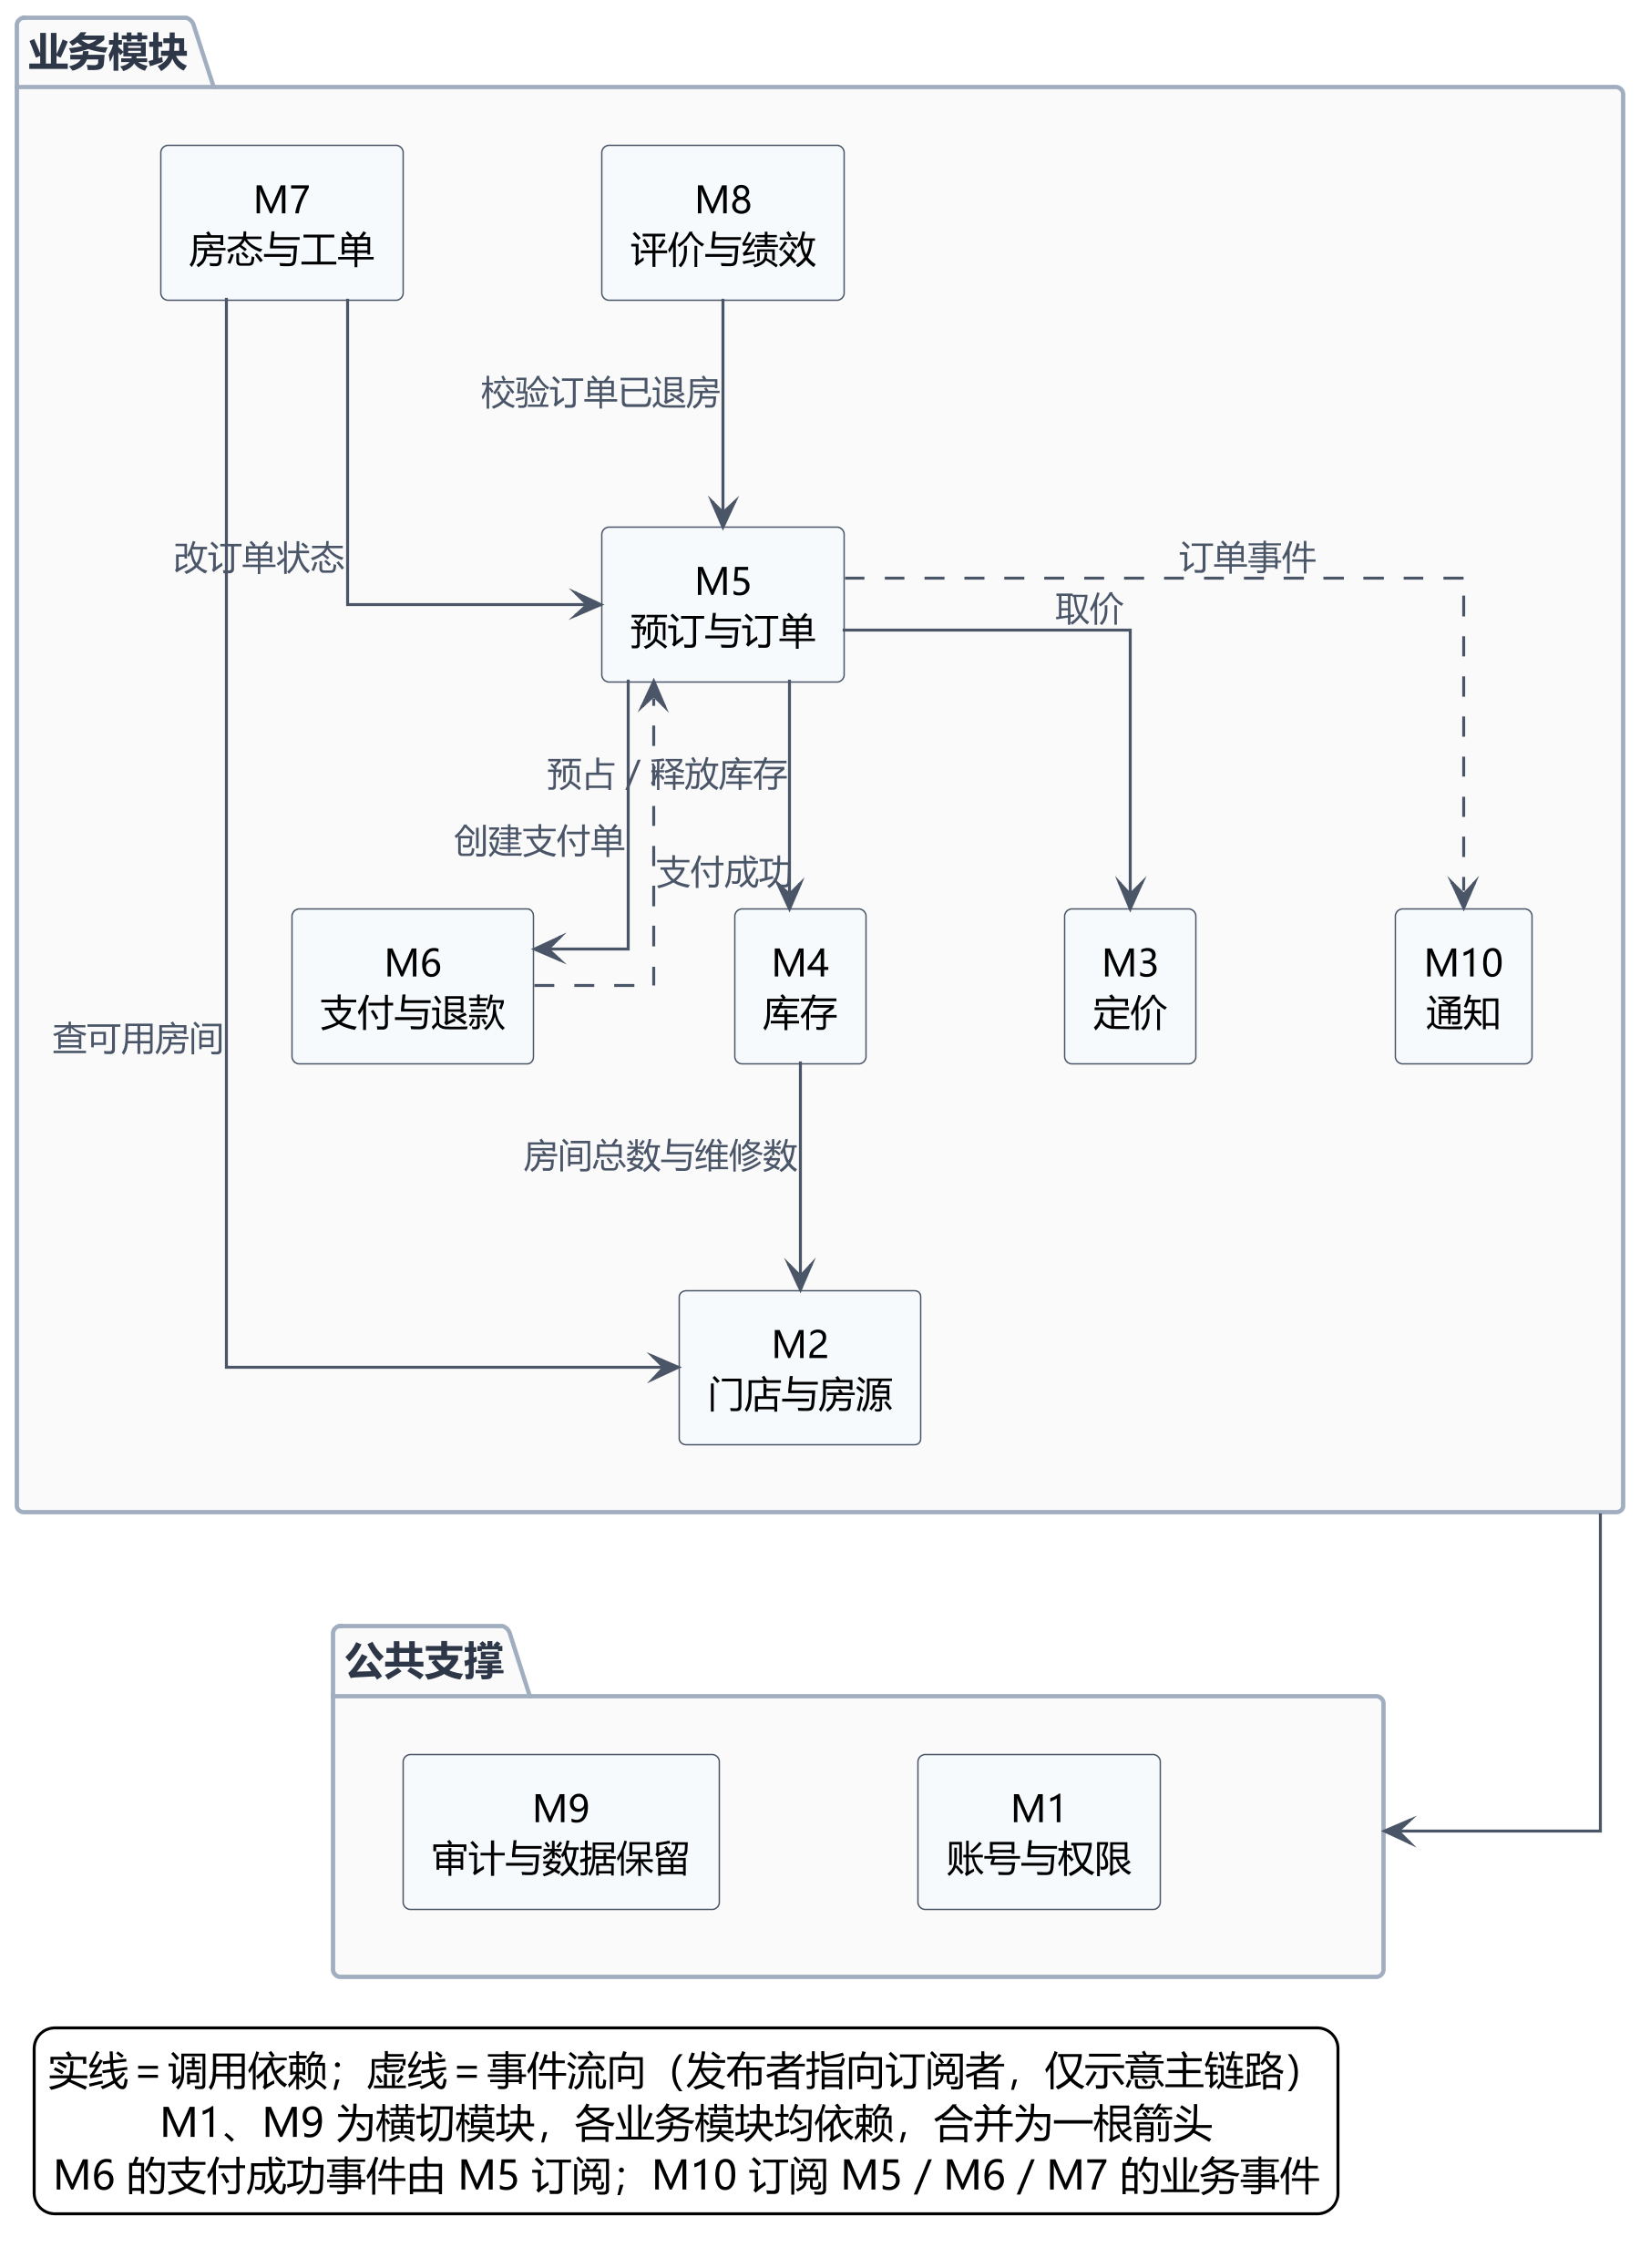 业务模块
M7
房态与工单
M8
评价与绩效
校验订单已退房
改订单状态
订单事件
M5
预订与订单
取价
预占 / 释放库存
创建支付单
支付成功
M6
支付与退款
M4
库存
M3
定价
M10
通知
查可用房间
房间总数与维修数
M2
门店与房源
公共支撑
M9
审计与数据保留
M1
账号与权限
实线 = 调用依赖；虚线 = 事件流向（发布者指向订阅者，仅示意主链路）
M1、M9 为横切模块，各业务模块均依赖，合并为一根箭头
M6 的支付成功事件由 M5 订阅；M10 订阅 M5 / M6 / M7 的业务事件